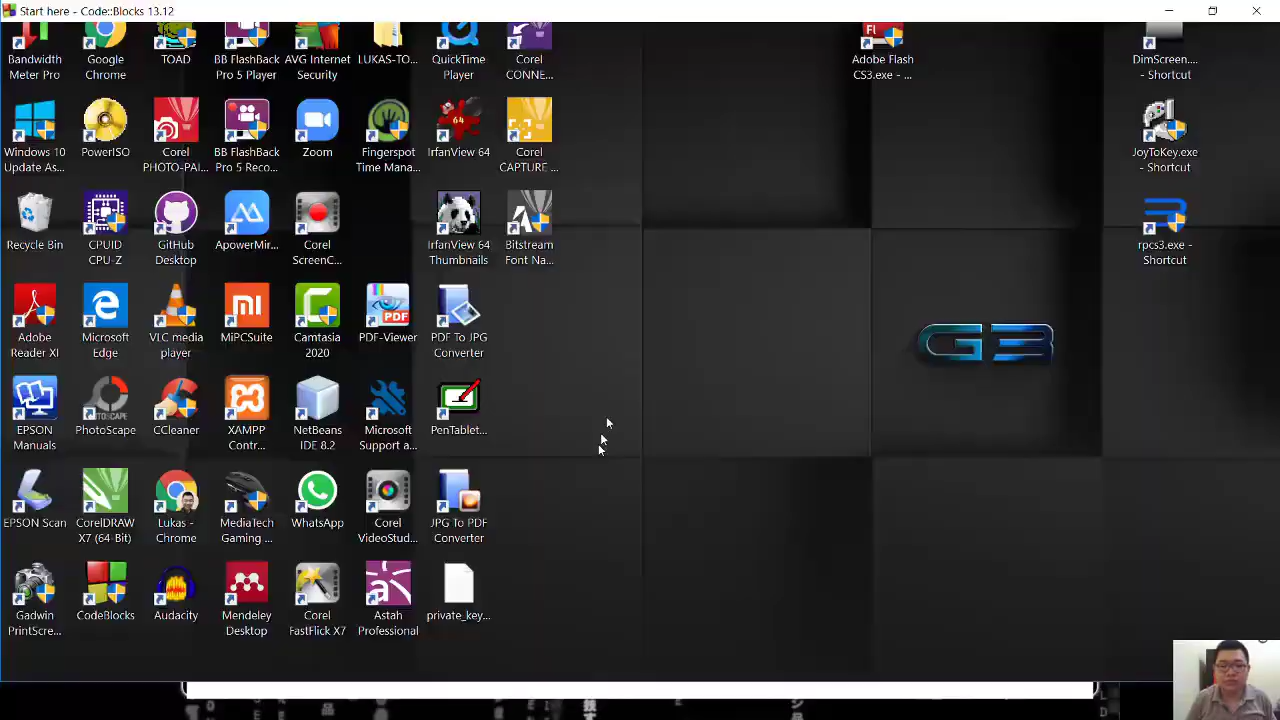 Start here - Code::Blocks 13.12
Bandwidth
Meter Pro
Google
Chrome
TOAD
BB FlashBack
Pro 5 Player
AVG Internet
Security
LUKAS-TO...
QuickTime
Player
Corel
CONNE...
FL
Adobe Flash
CS3.exe - ...
DimScreen....
- Shortcut
Windows 10
Update As...
PowerISO
Corel
PHOTO-PAI...
BB FlashBack
Pro 5 Reco...
Zoom
Fingerspot
Time Mana...
64
IrfanView 64
Corel
CAPTURE ...
JoyToKey.exe
- Shortcut
Recycle Bin
CPUID
CPU-Z
GitHub
Desktop
ApowerMir...
Corel
ScreenC...
IrfanView 64
Thumbnails
Bitstream
Font Na...
rpcs3.exe -
Shortcut
Adobe
Reader XI
Microsoft
Edge
VLC media
player
MiPCSuite
Camtasia
2020
PDF
PDF-Viewer
PDF To JPG
Converter
EPSON
Manuals
PHOTOSCAPE
PhotoScape
CCleaner
XAMPP
Contr...
NetBeans
IDE 8.2
Microsoft
Support a...
PenTablet...
EPSON Scan
CorelDRAW
X7 (64-Bit)
Lukas -
Chrome
MediaTech
Gaming ...
WhatsApp
Corel
VideoStud...
JPG To PDF
Converter
Gadwin
PrintScre...
CodeBlocks
Audacity
Mendeley
Desktop
Corel
FastFlick X7
Astah
Professional
private_key...